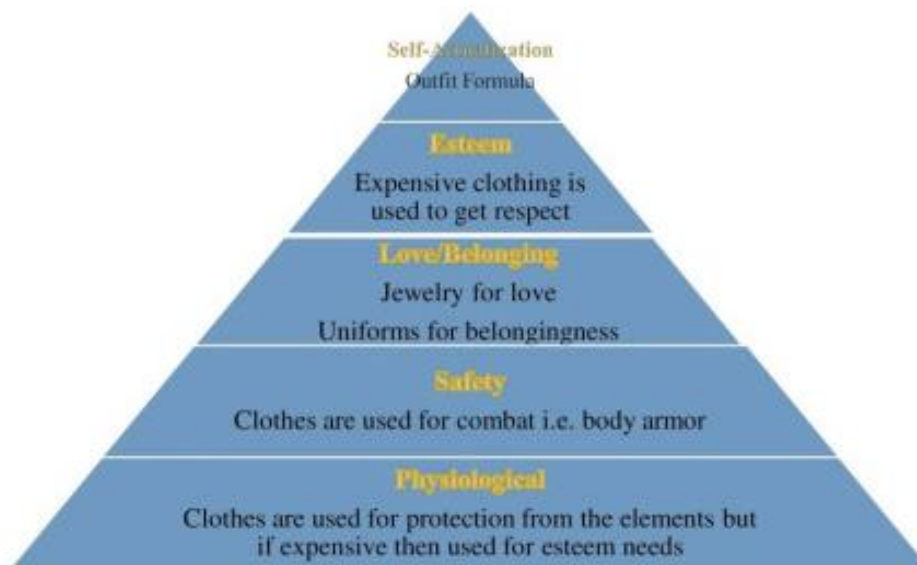 Self-Actualization
Outfit Formula
Esteem
Expensive clothing is
used to get respect
Love/Belonging
Jewelry for love
Uniforms for belongingness
Safety
Clothes are used for combat i.e. body armor
Physiological
Clothes are used for protection from the elements but
if expensive then used for esteem needs